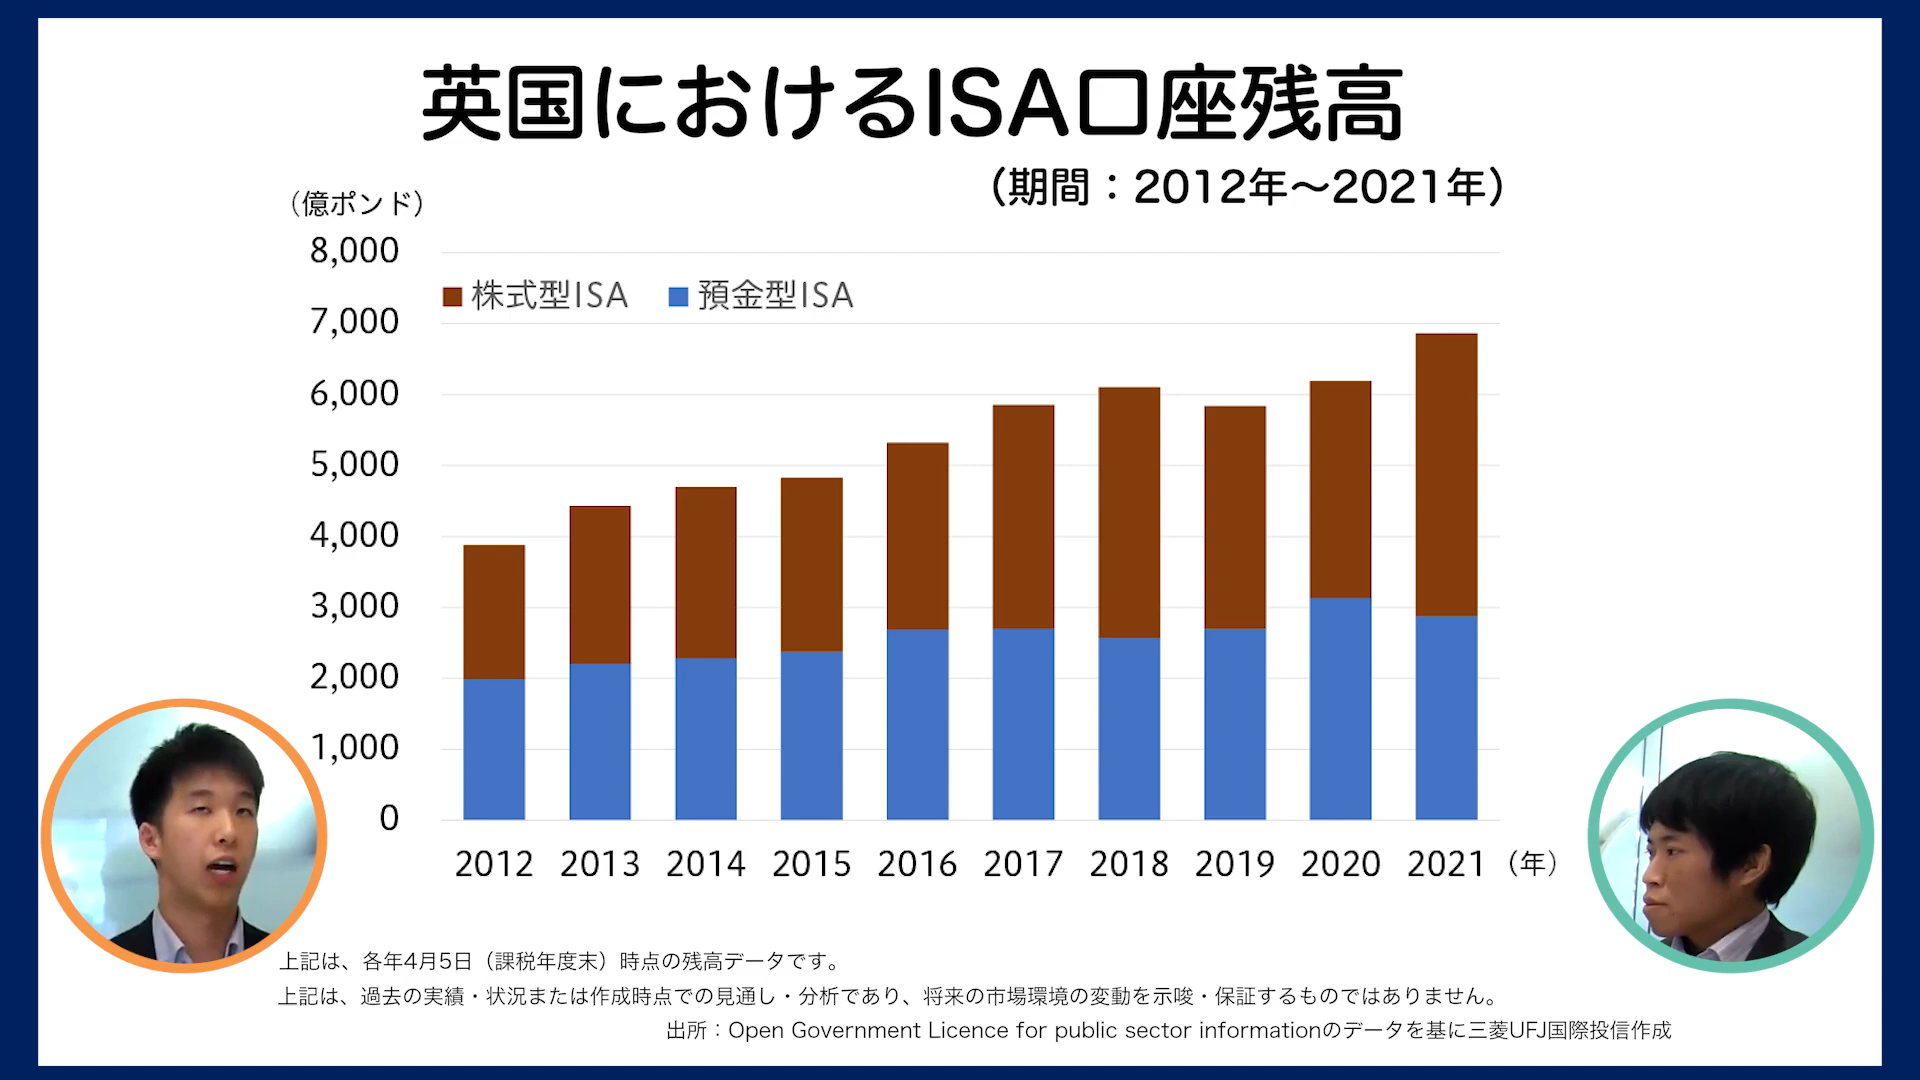 英国におけるISA口座残高
（期間：2012年～2021年）
（億ポンド）
8,000
7,000
6,000
5,000
4,000
3,000
2,000
1,000
0
株式型ISA 預金型ISA
2012 2013 2014 2015 2016 2017 2018 2019 2020 2021（年）
上記は、各年4月5日（課税年度末）時点の残高データです。
上記は、過去の実績・状況または作成時点での見通し・分析であり、将来の市場環境の変動を示唆・保証するものではありません。
出所：Open Government Licence for public sector informationのデータを基に三菱UFJ国際投信作成